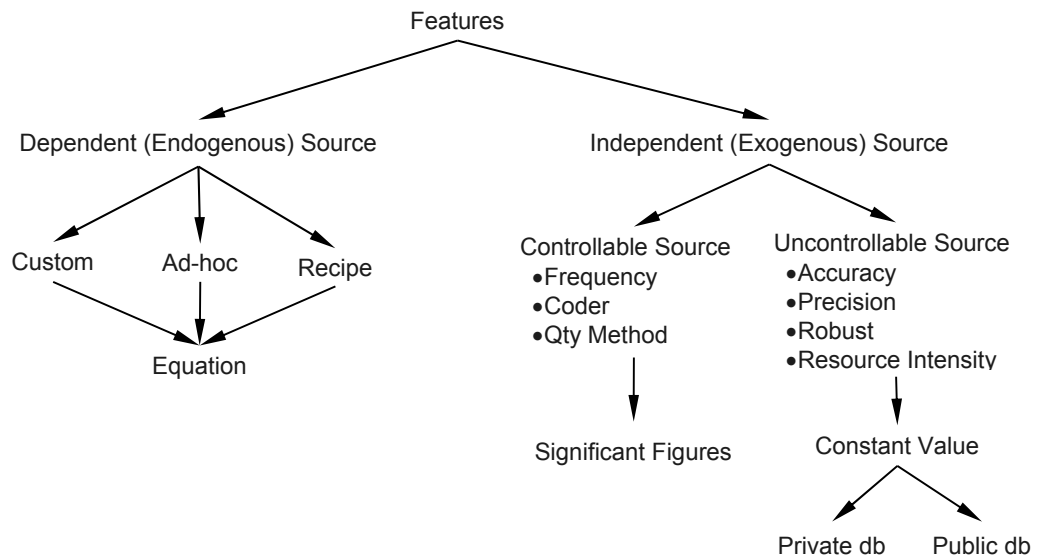 Features
Dependent (Endogenous) Source
Independent (Exogenous) Source
Custom
Ad-hoc
Recipe
Equation
Controllable Source
•Frequency
•Coder
•Qty Method
Significant Figures
Uncontrollable Source
•Accuracy
•Precision
•Robust
•Resource Intensity
Constant Value
Private db
Public db